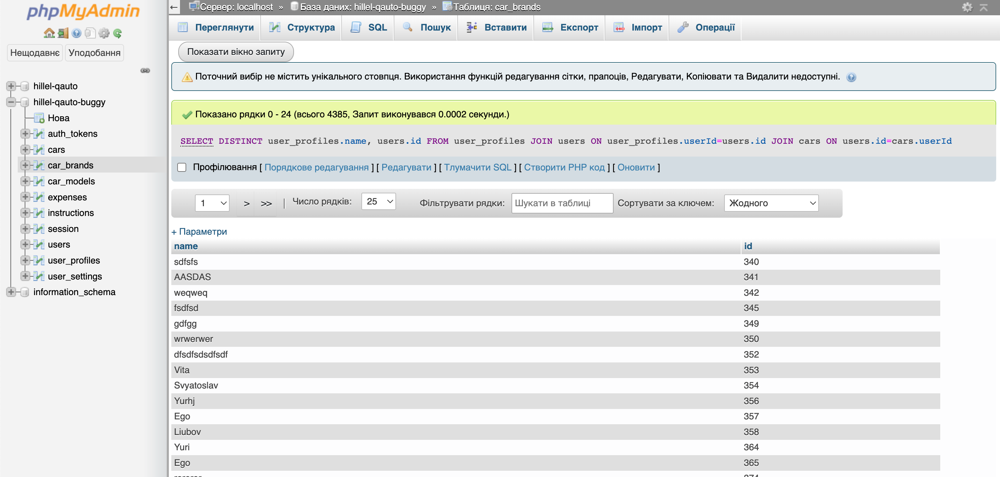 phpMyAdmin
Нещодавнє Уподобання
hillel-qauto
hillel-qauto-buggy
Нова
auth_tokens
cars
car_brands
car_models
expenses
instructions
session
users
user_profiles
user_settings
information_schema
Сервер: localhost » База даних: hillel-qauto-buggy » Таблиця: car_brands
Переглянути Структура SQL Пошук Вставити Експорт Імпорт Операції
Показати вікно запиту
Поточний вибір не містить унікального стовпця. Використання функцій редагування сітки, прапоців, Редагувати, Копіювати та Видалити недоступні.
Показано рядки 0 - 24 (всього 4385, Запит виконувався 0.0002 секунди.)
SELECT DISTINCT user_profiles.name, users.id FROM user_profiles JOIN users ON user_profiles.userId=users.id JOIN cars ON users.id=cars.userId
Профілювання [ Порядкове редагування ] [ Редагувати ] [ Тлумачити SQL ] [ Створити PHP код ] [ Оновити ]
1 > >> | Число рядків: 25 Фільтрувати рядки: Шукати в таблиці Сортувати за ключем: Жодного
+ Параметри
name id
sdfsfs 340
AASDAS 341
weqweq 342
fsdfsd 345
gdfgg 349
wrwerwer 350
dfsdfsdsdfsdf 352
Vita 353
Svyatoslav 354
Yurhj 356
Ego 357
Liubov 358
Yuri 364
Ego 365